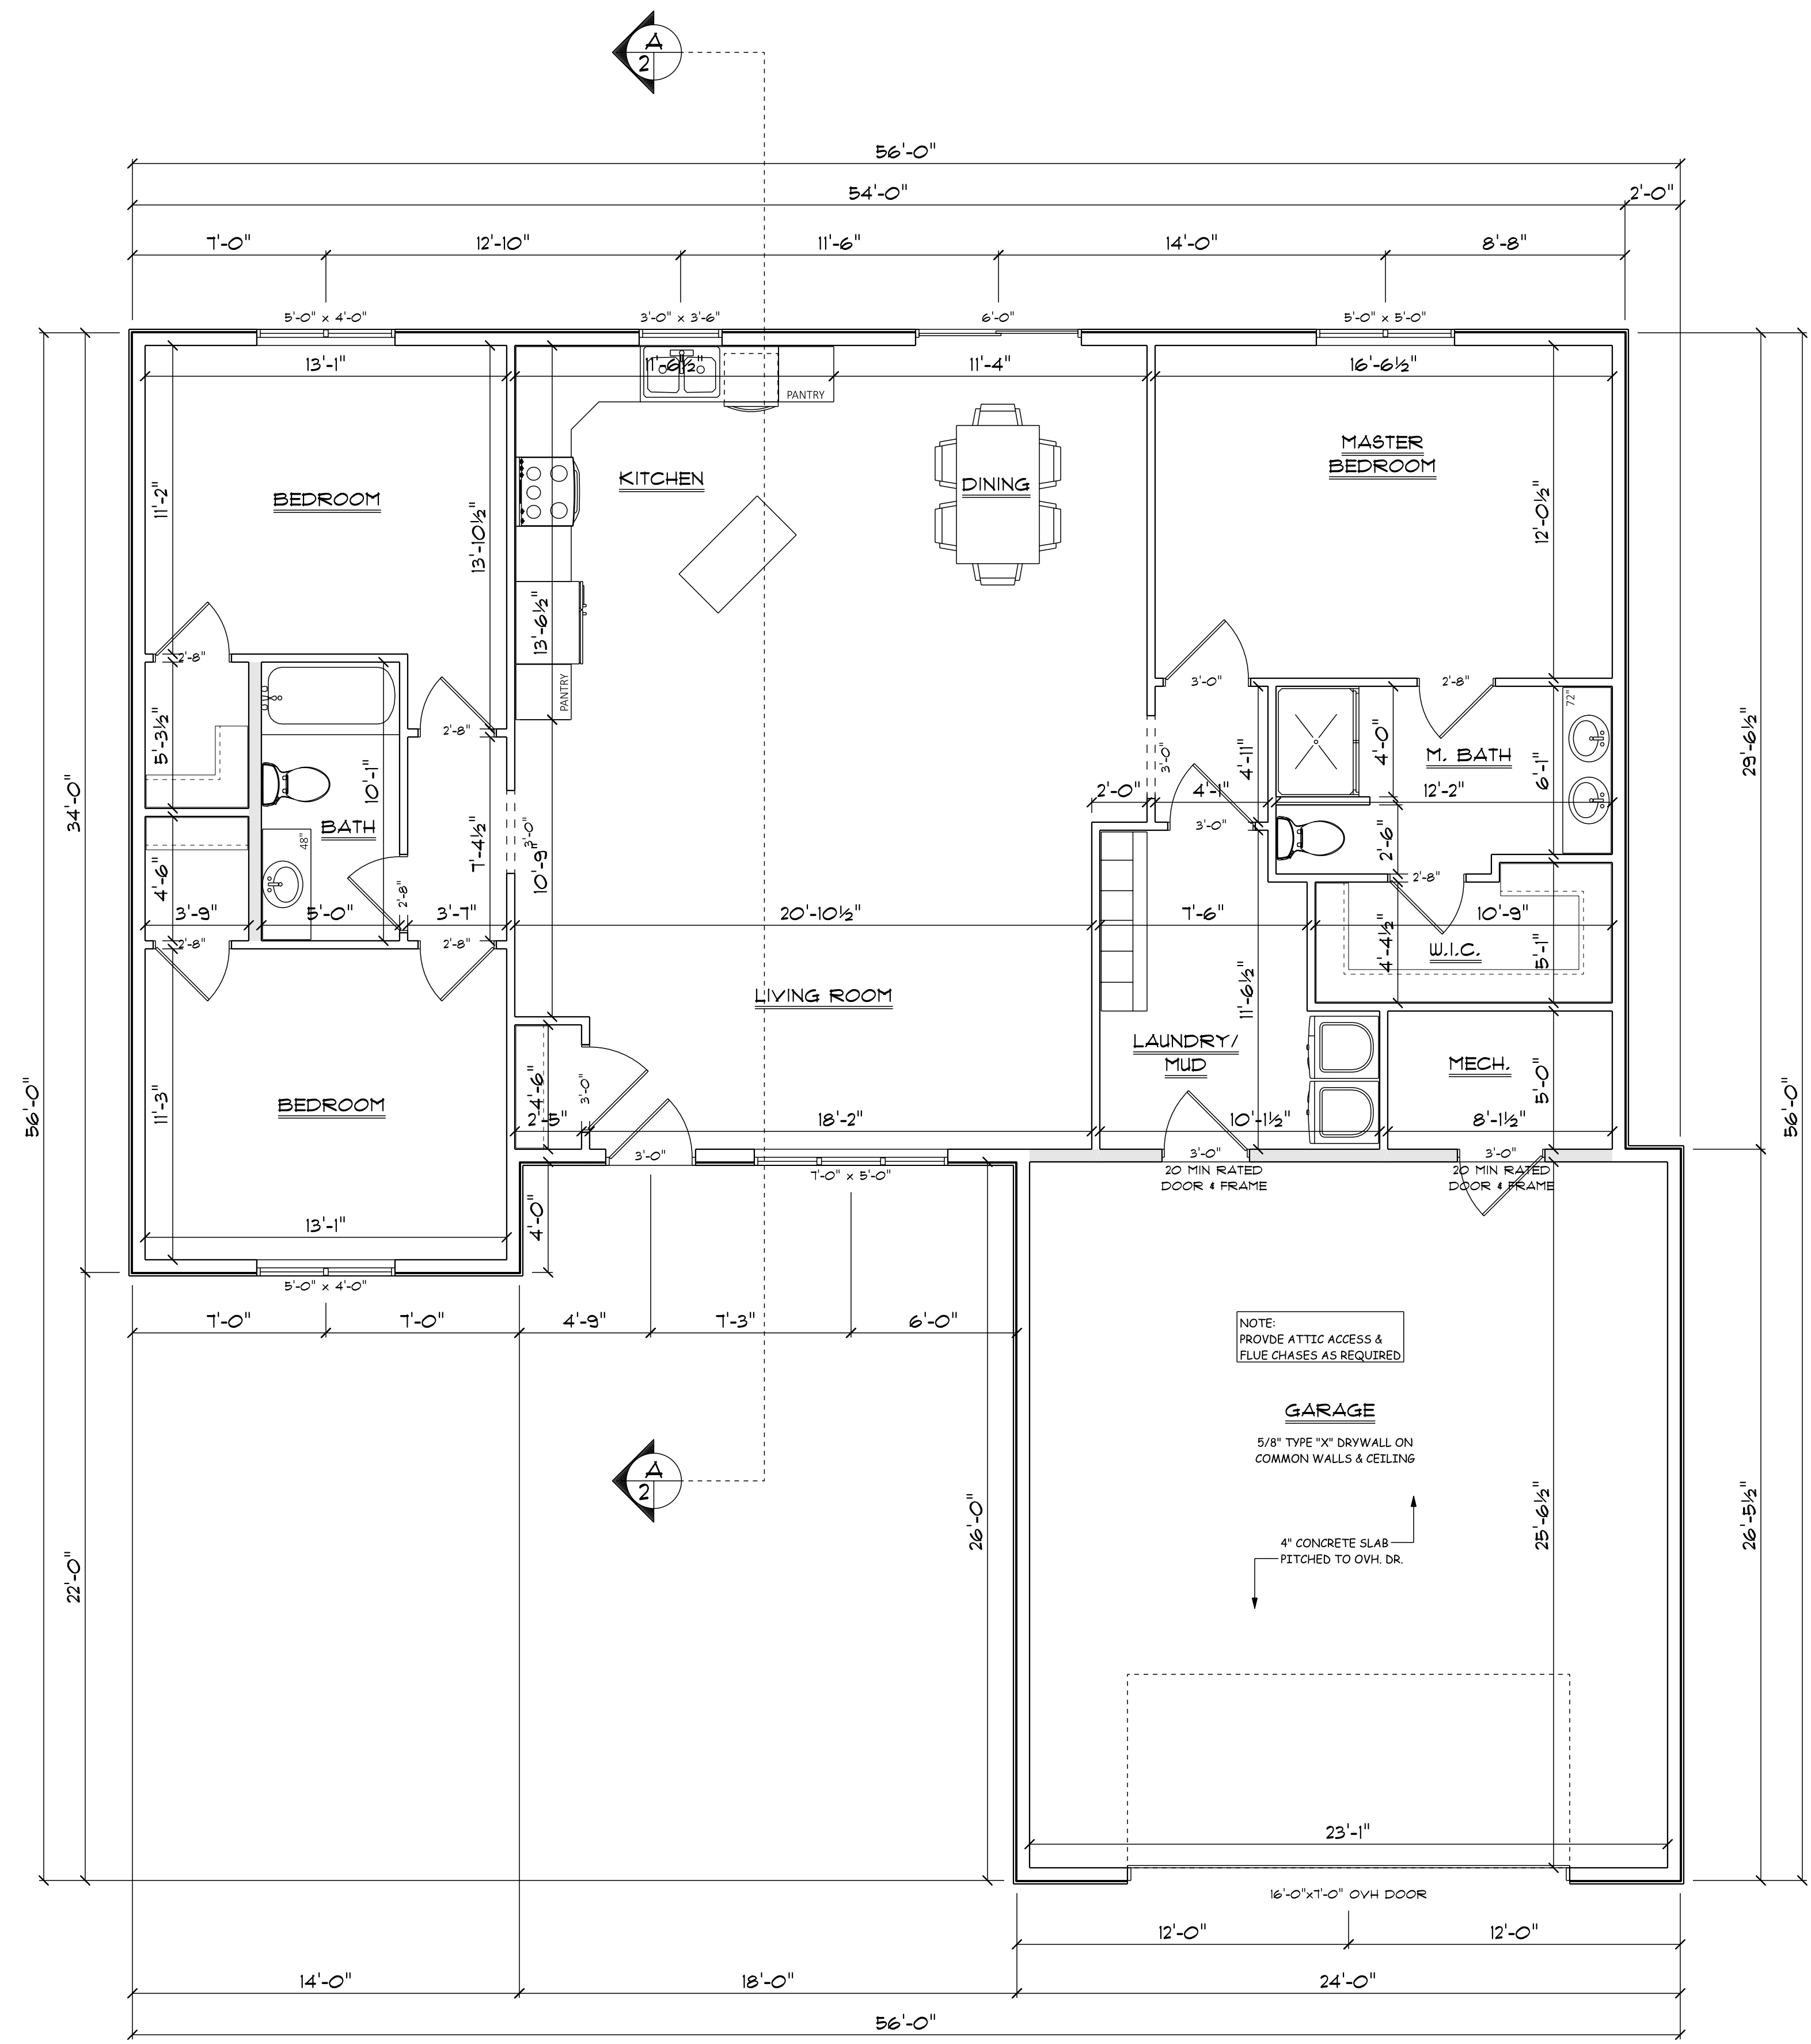 A
2
56'-0"
54'-0"
2'-0"
7'-0"
12'-10"
11'-6"
14'-0"
8'-8"
5'-0" x 4'-0"
3'-0" x 3'-6"
6'-0"
5'-0" x 5'-0"
13'-1"
11'-6½"
11'-4"
16'-6½"
PANTRY
MASTER
BEDROOM
KITCHEN
DINING
BEDROOM
11'-2"
13'-10½"
12'-0½"
13'-6½"
PANTRY
2'-8"
3'-0"
2'-8"
72"
2'-8"
5'-3½"
10'-1"
3'-0"
4'-11"
4'-0"
M. BATH
6'-1"
29'-6½"
34'-0"
2'-0"
4'-1"
12'-2"
BATH
48"
7'-4½"
3'-0"
10'-9"
3'-0"
2'-6"
4'-6"
2'-8"
2'-8"
3'-9"
5'-0"
3'-7"
20'-10½"
7'-6"
10'-9"
2'-8"
2'-8"
4'-4½"
W.I.C.
5'-1"
LIVING ROOM
11'-6½"
LAUNDRY/
MUD
MECH.
5'-0"
56'-0"
11'-3"
BEDROOM
4'-6"
3'-0"
2'-5"
18'-2"
10'-1½"
8'-1½"
56'-0"
3'-0"
7'-0" x 5'-0"
3'-0"
20 MIN RATED
DOOR & FRAME
3'-0"
20 MIN RATED
DOOR & FRAME
13'-1"
4'-0"
5'-0" x 4'-0"
7'-0"
7'-0"
4'-9"
7'-3"
6'-0"
NOTE:
PROVDE ATTIC ACCESS &
FLUE CHASES AS REQUIRED
GARAGE
5/8" TYPE "X" DRYWALL ON
COMMON WALLS & CEILING
A
2
22'-0"
26'-0"
4" CONCRETE SLAB
PITCHED TO OVH. DR.
25'-6½"
26'-5½"
23'-1"
16'-0"x7'-0" OVH DOOR
12'-0"
12'-0"
14'-0"
18'-0"
24'-0"
56'-0"